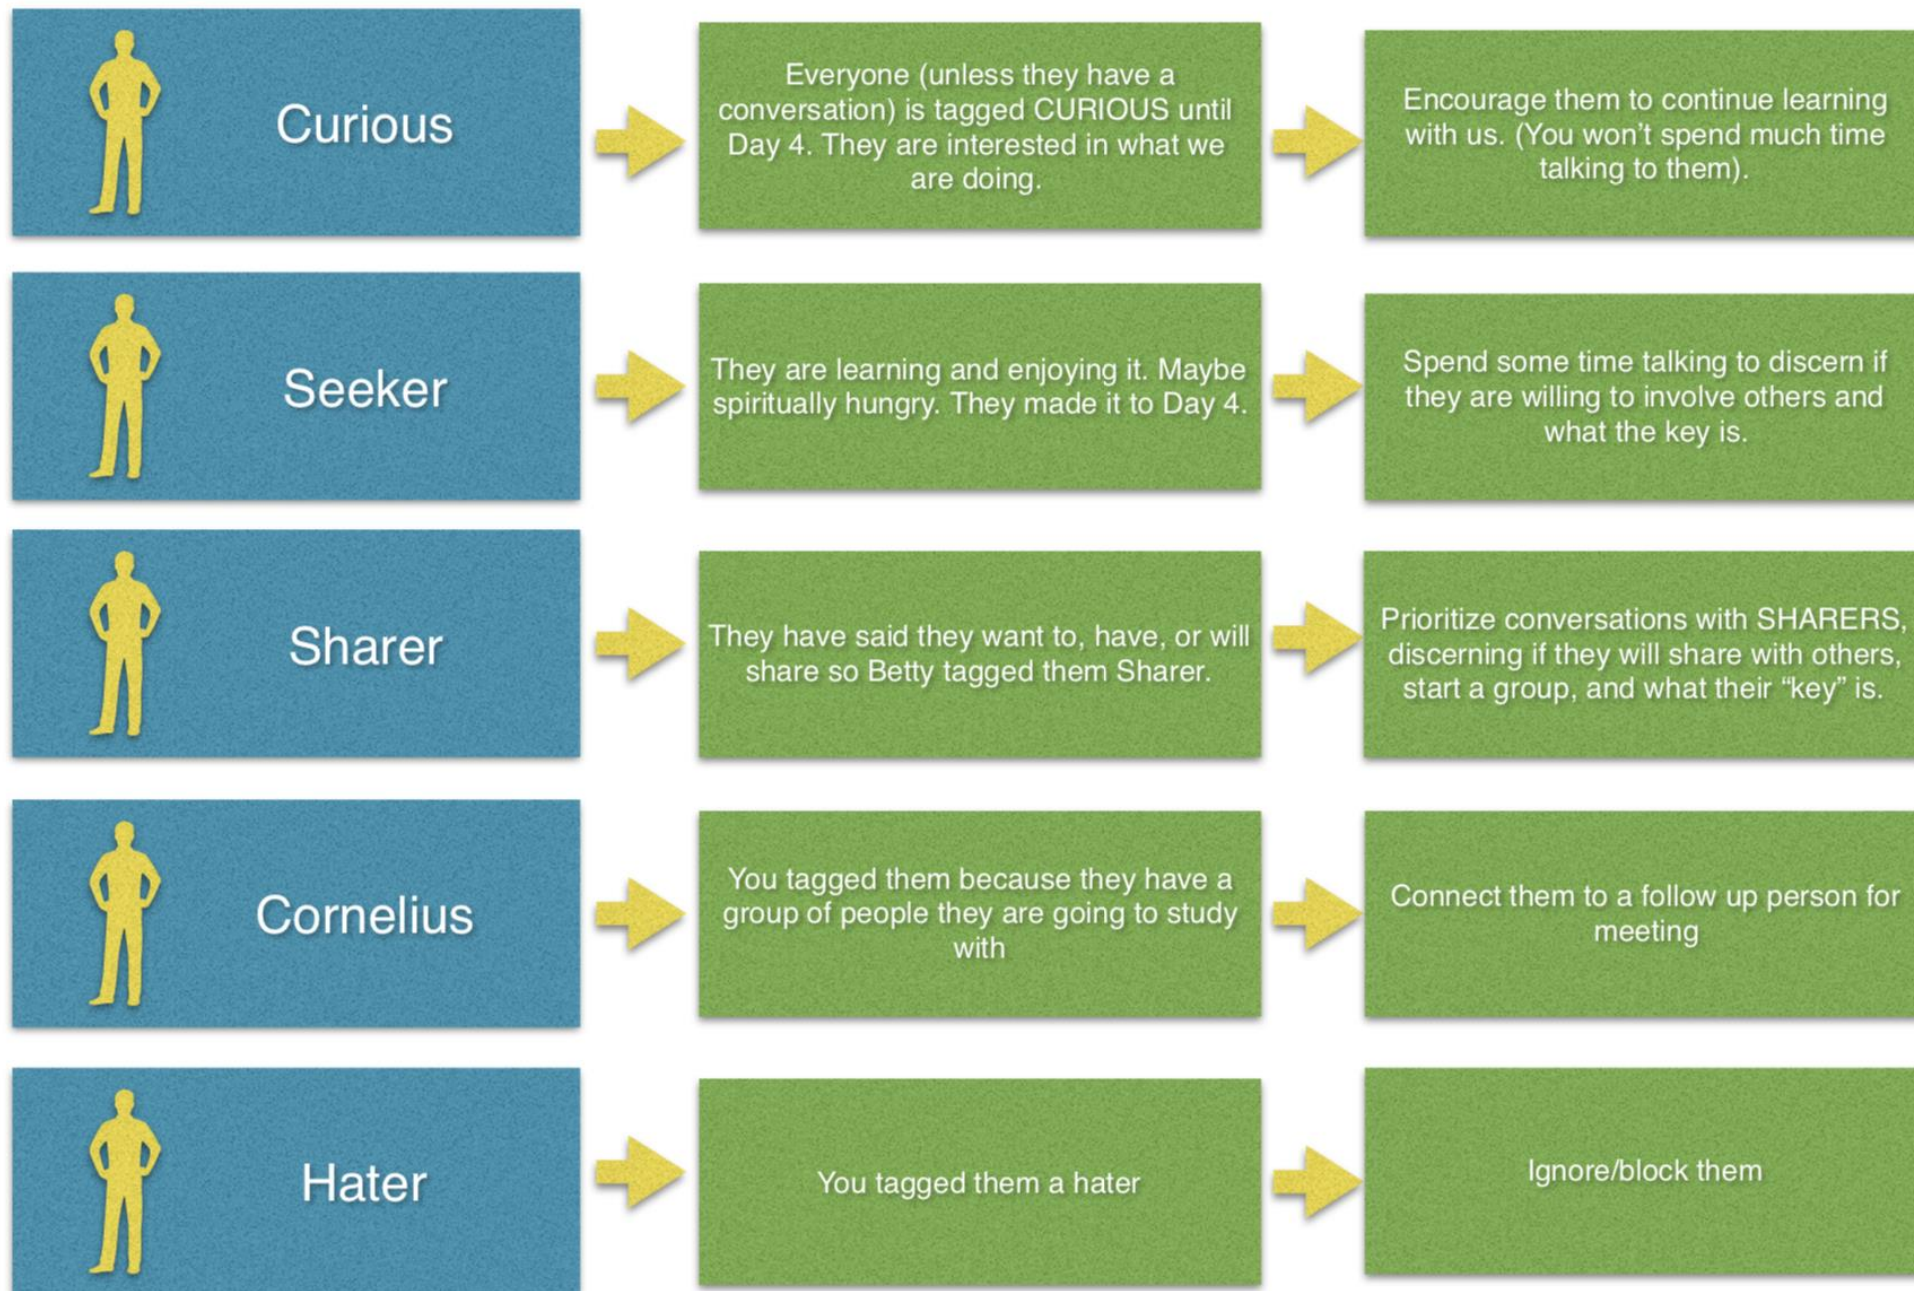 Curious
Everyone (unless they have a
conversation) is tagged CURIOUS until
Day 4. They are interested in what we
are doing.
Encourage them to continue learning
with us. (You won’t spend much time
talking to them).
Seeker
They are learning and enjoying it. Maybe
spiritually hungry. They made it to Day 4.
Spend some time talking to discern if
they are willing to involve others and
what the key is.
Sharer
They have said they want to, have, or will
share so Betty tagged them Sharer.
Prioritize conversations with SHARERS,
discerning if they will share with others,
start a group, and what their “key” is.
Cornelius
You tagged them because they have a
group of people they are going to study
with
Connect them to a follow up person for
meeting
Hater
You tagged them a hater
Ignore/block them